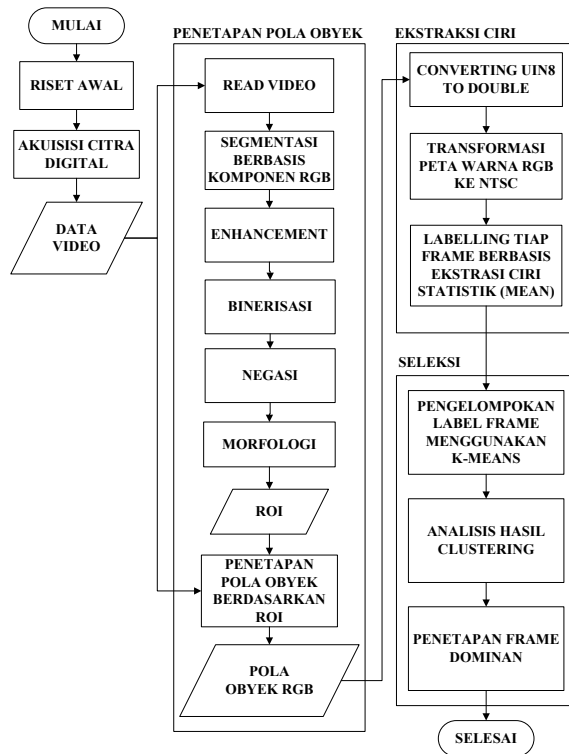 MULAI
RISET AWAL
AKUISISI CITRA
DIGITAL
DATA
VIDEO
PENETAPAN POLA OBYEK
READ VIDEO
SEGMENTASI
BERBASIS
KOMPONEN RGB
ENHANCEMENT
BINERISASI
NEGASI
MORFOLOGI
ROI
PENETAPAN
POLA OBYEK
BERDASARKAN
ROI
POLA
OBYEK RGB
EKSTRAKSI CIRI
CONVERTING UIN8
TO DOUBLE
TRANSFORMASI
PETA WARNA RGB
KE NTSC
LABELLING TIAP
FRAME BERBASIS
EKSTRASI CIRI
STATISTIK (MEAN)
SELEKSI
PENGELOMPOKAN
LABEL FRAME
MENGGUNAKAN
K-MEANS
ANALISIS HASIL
CLUSTERING
PENETAPAN FRAME
DOMINAN
SELESAI